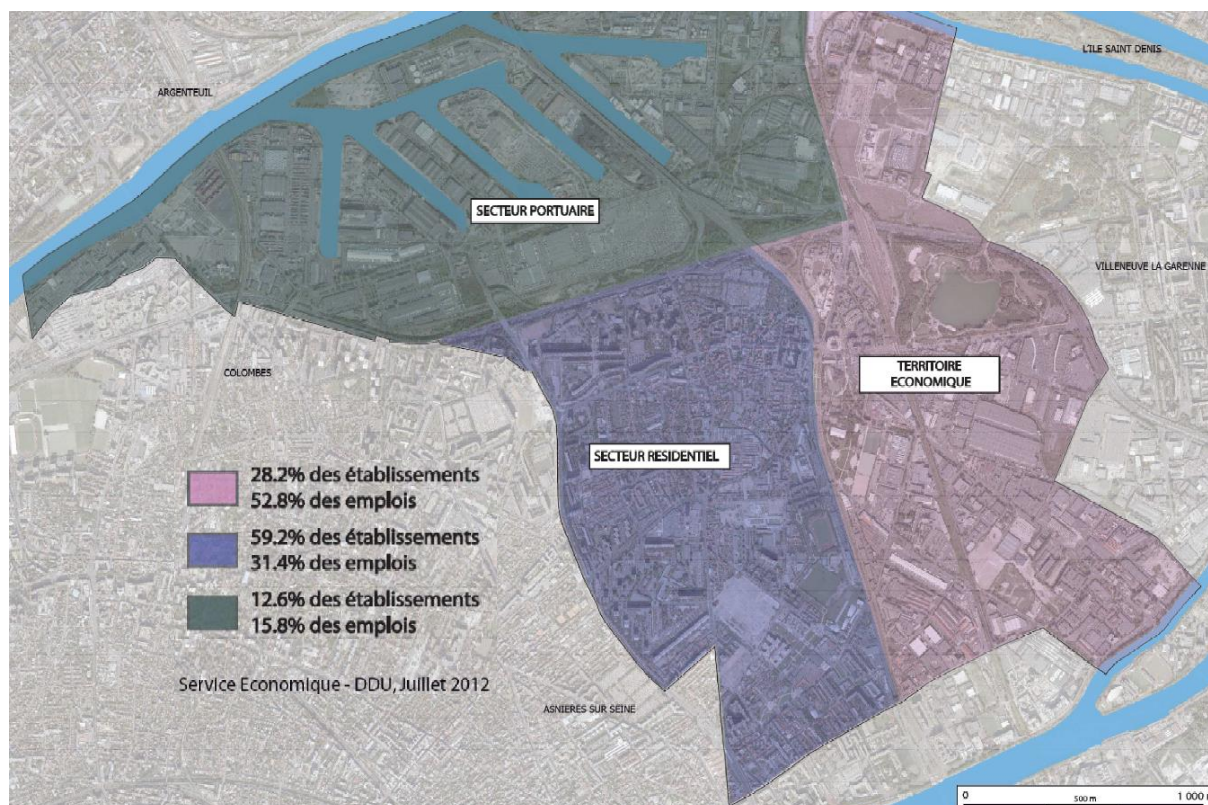 L'ILE SAINT DENIS
ARGENTEUIL
SECTEUR PORTUAIRE
VILLENEUVE LA GARENNE
COLOMBES
TERRITOIRE
ECONOMIQUE
SECTEUR RESIDENTIEL
28.2% des établissements
52.8% des emplois
59.2% des établissements
31.4% des emplois
12.6% des établissements
15.8% des emplois
Service Economique - DDU, Juillet 2012
ASNIERES SUR SEINE
0 500 m 1 000